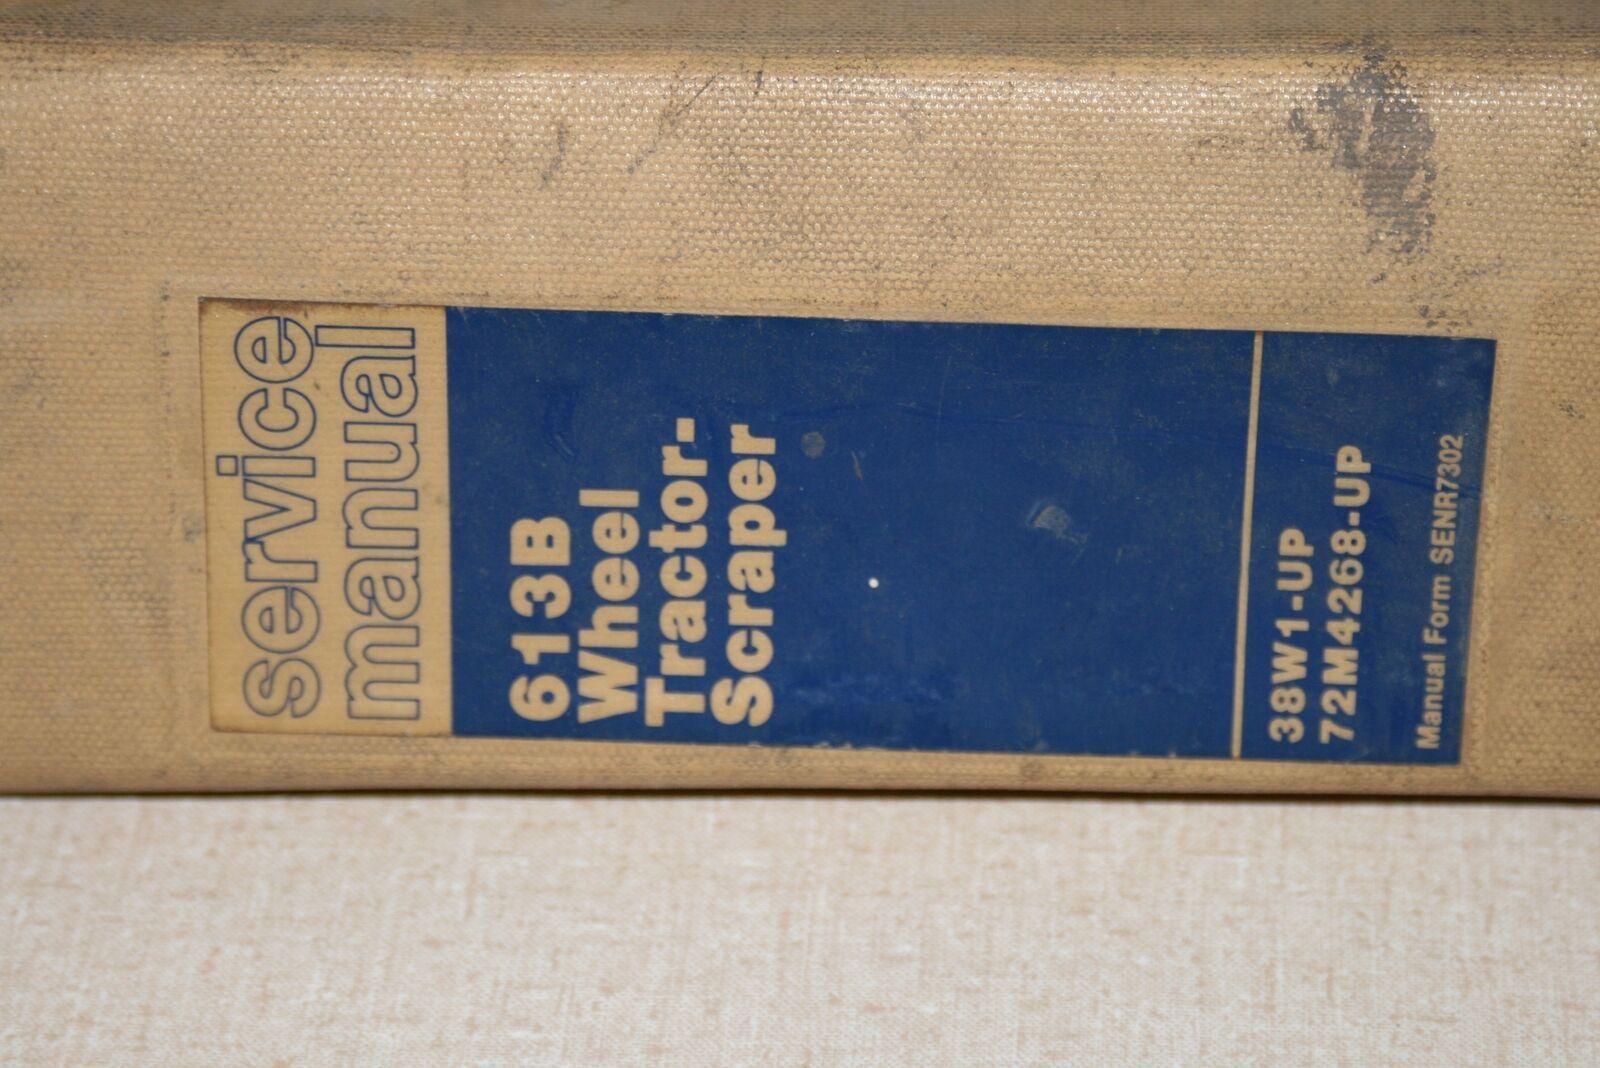 service
manual
613B
Wheel
Tractor-
Scraper
38W1-UP
72M4268-UP
Manual Form SENR7302